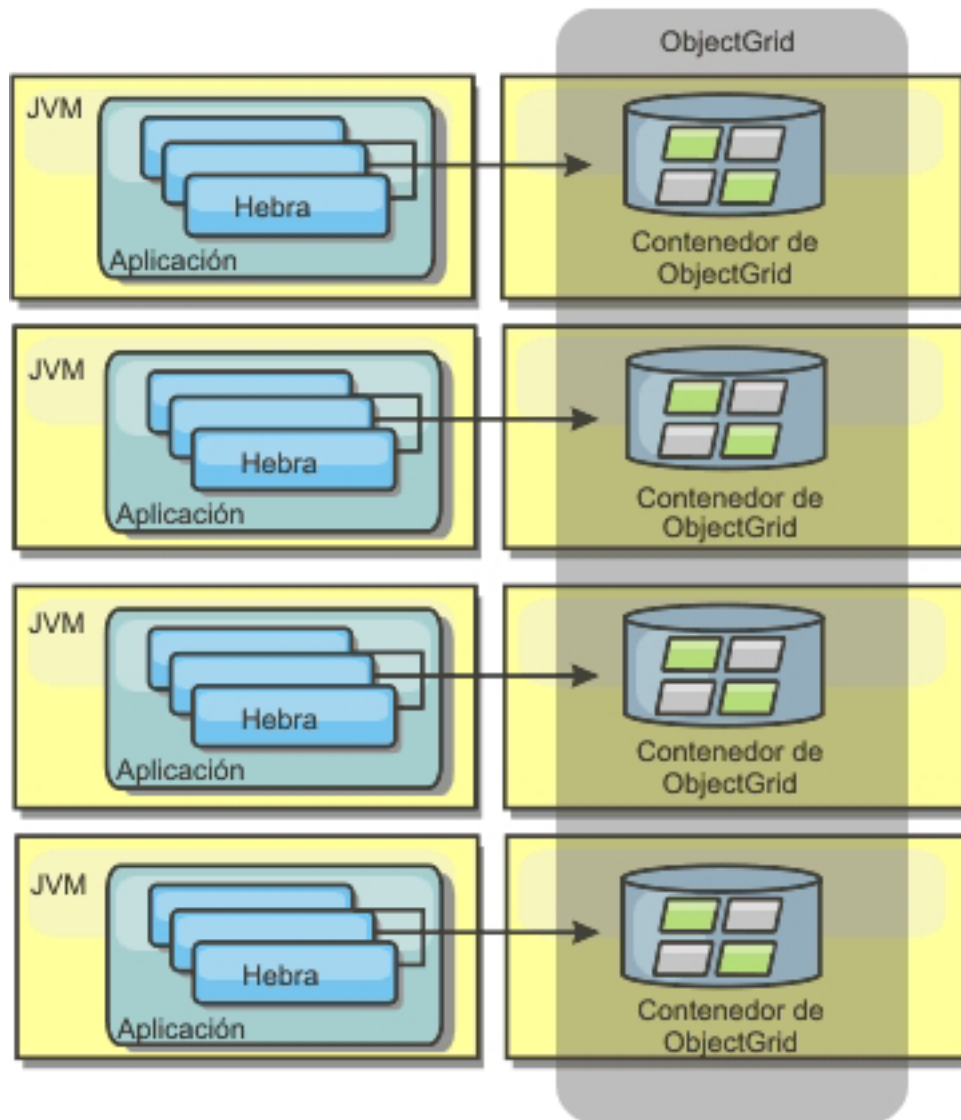 ObjectGrid
JVM
Hebra
Aplicación
Contenedor de
ObjectGrid
JVM
Hebra
Aplicación
Contenedor de
ObjectGrid
JVM
Hebra
Aplicación
Contenedor de
ObjectGrid
JVM
Hebra
Aplicación
Contenedor de
ObjectGrid